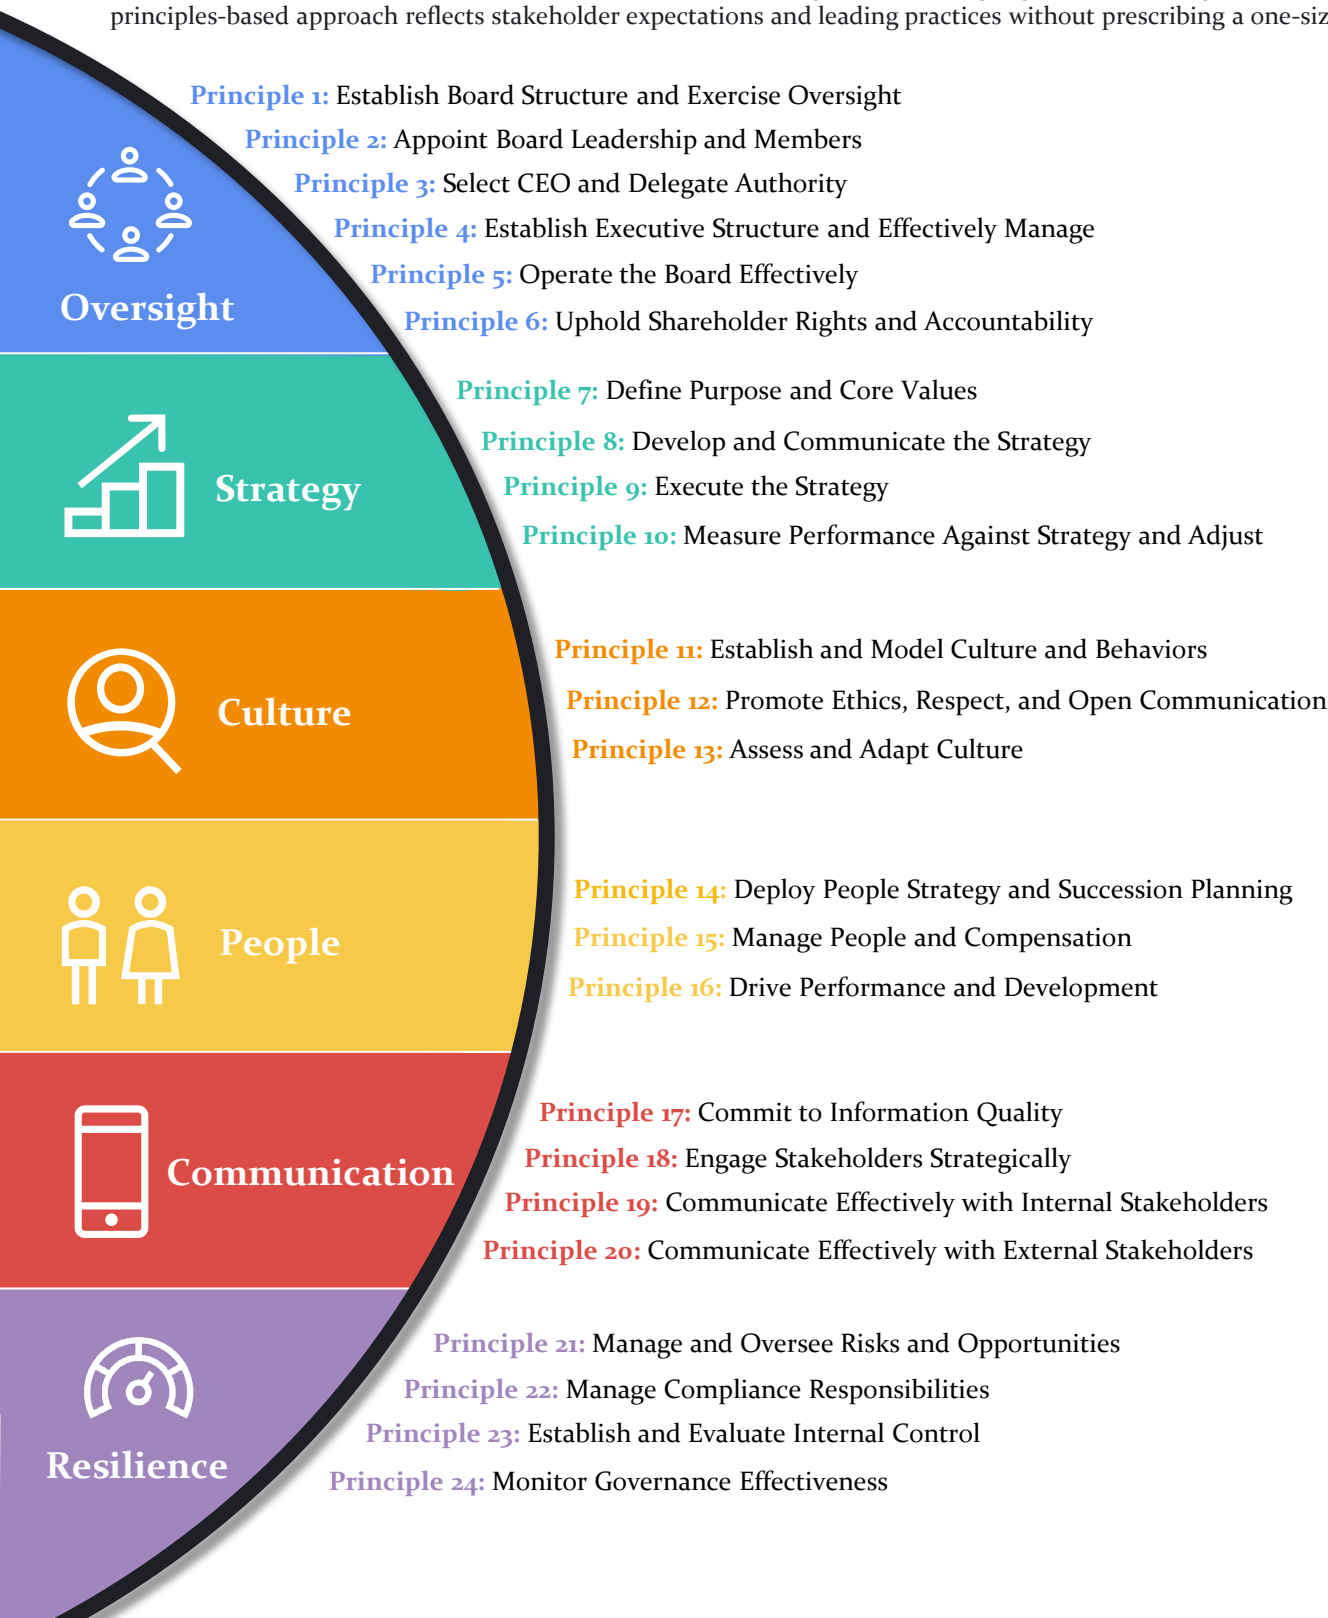 principles-based approach reflects stakeholder expectations and leading practices without prescribing a one-siz
Principle 1: Establish Board Structure and Exercise Oversight
Principle 2: Appoint Board Leadership and Members
Principle 3: Select CEO and Delegate Authority
Principle 4: Establish Executive Structure and Effectively Manage
Principle 5: Operate the Board Effectively
Principle 6: Uphold Shareholder Rights and Accountability
Oversight
Principle 7: Define Purpose and Core Values
Principle 8: Develop and Communicate the Strategy
Principle 9: Execute the Strategy
Principle 10: Measure Performance Against Strategy and Adjust
Strategy
Principle 11: Establish and Model Culture and Behaviors
Principle 12: Promote Ethics, Respect, and Open Communication
Principle 13: Assess and Adapt Culture
Culture
Principle 14: Deploy People Strategy and Succession Planning
Principle 15: Manage People and Compensation
Principle 16: Drive Performance and Development
People
Principle 17: Commit to Information Quality
Principle 18: Engage Stakeholders Strategically
Principle 19: Communicate Effectively with Internal Stakeholders
Principle 20: Communicate Effectively with External Stakeholders
Communication
Principle 21: Manage and Oversee Risks and Opportunities
Principle 22: Manage Compliance Responsibilities
Principle 23: Establish and Evaluate Internal Control
Principle 24: Monitor Governance Effectiveness
Resilience